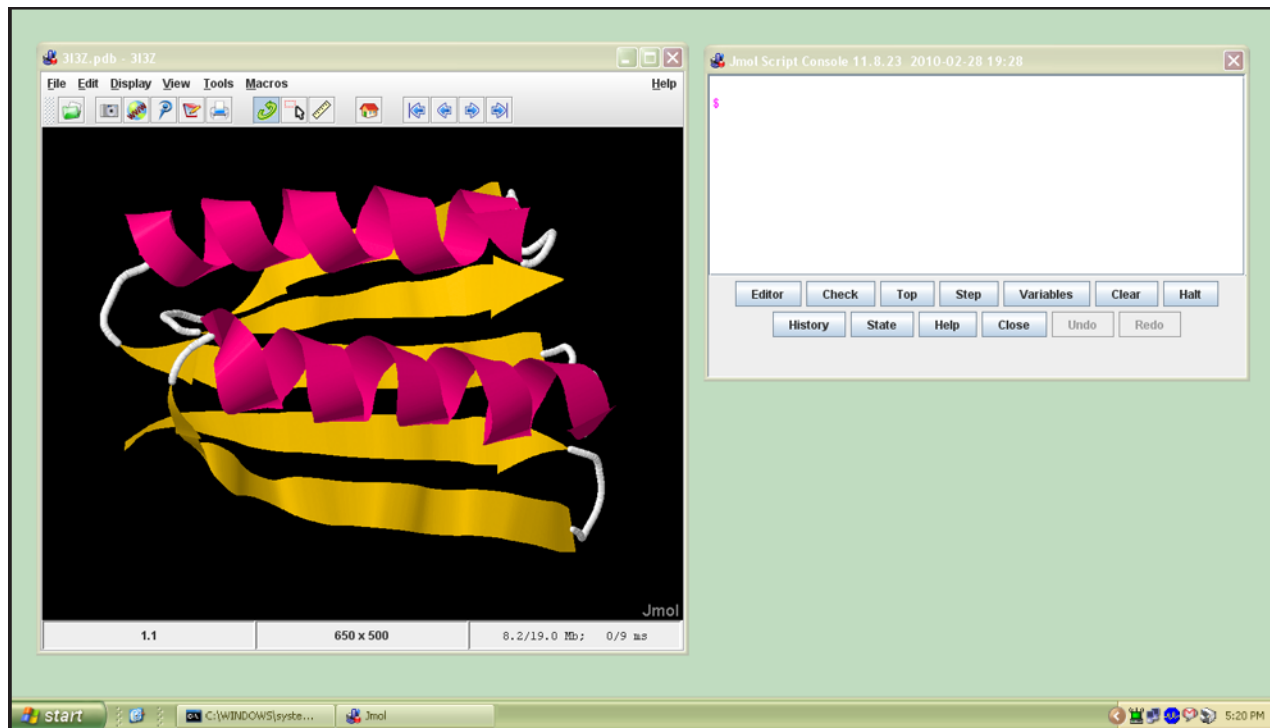 3I3Z.pdb - 3I3Z
File Edit Display View Tools Macros Help
Jmol
1.1 650 x 500 8.2/19.0 Mb; 0/9 ms
Jmol Script Console 11.8.23 2010-02-28 19:28
$
Editor Check Top Step Variables Clear Halt
History State Help Close Undo Redo
start C:\WINDOWS\syste... Jmol 5:20 PM